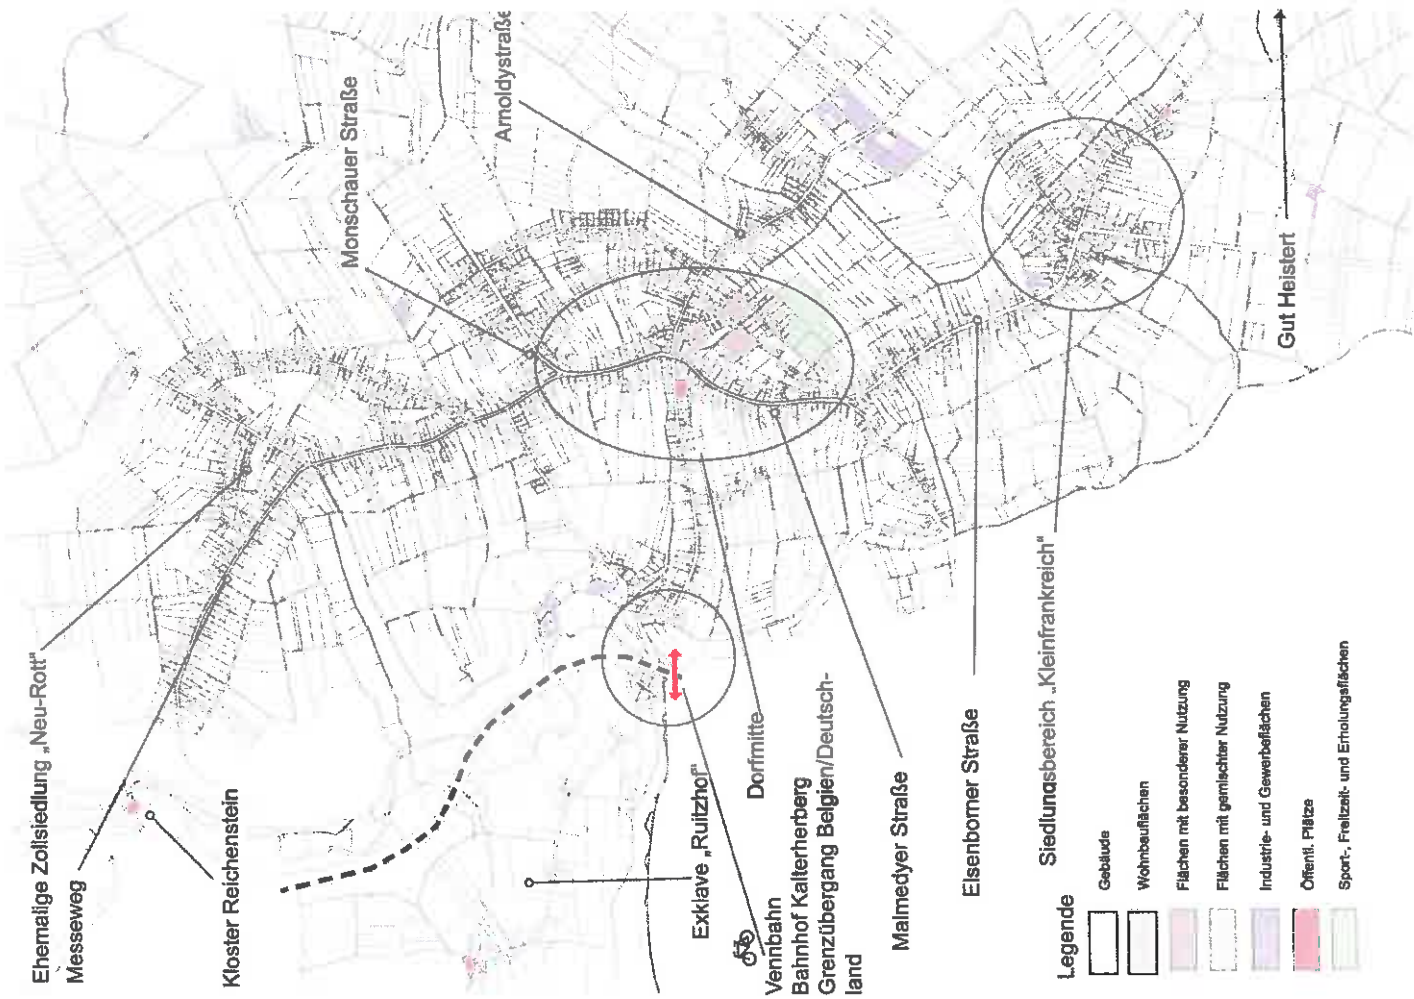 Ehemalige Zollsiedlung „Neu-Rott"
Messeweg
Kloster Reichenstein
Monschauer Straße
Arnoldystraße
Exklave „Ruitzhof"
Dorfmitte
Vennbahn
Bahnhof Kalterherberg
Grenzübergang Belgien/Deutsch-
land
Malmedyer Straße
Elsenborner Straße
Siedlungsbereich „Kleinfrankreich"
Gut Heistert
Legende
Gebäude
Wohnbauflächen
Flächen mit besonderer Nutzung
Flächen mit gemischter Nutzung
Industrie- und Gewerbeflächen
Öffentl. Plätze
Sport-, Freizeit- und Erholungsflächen